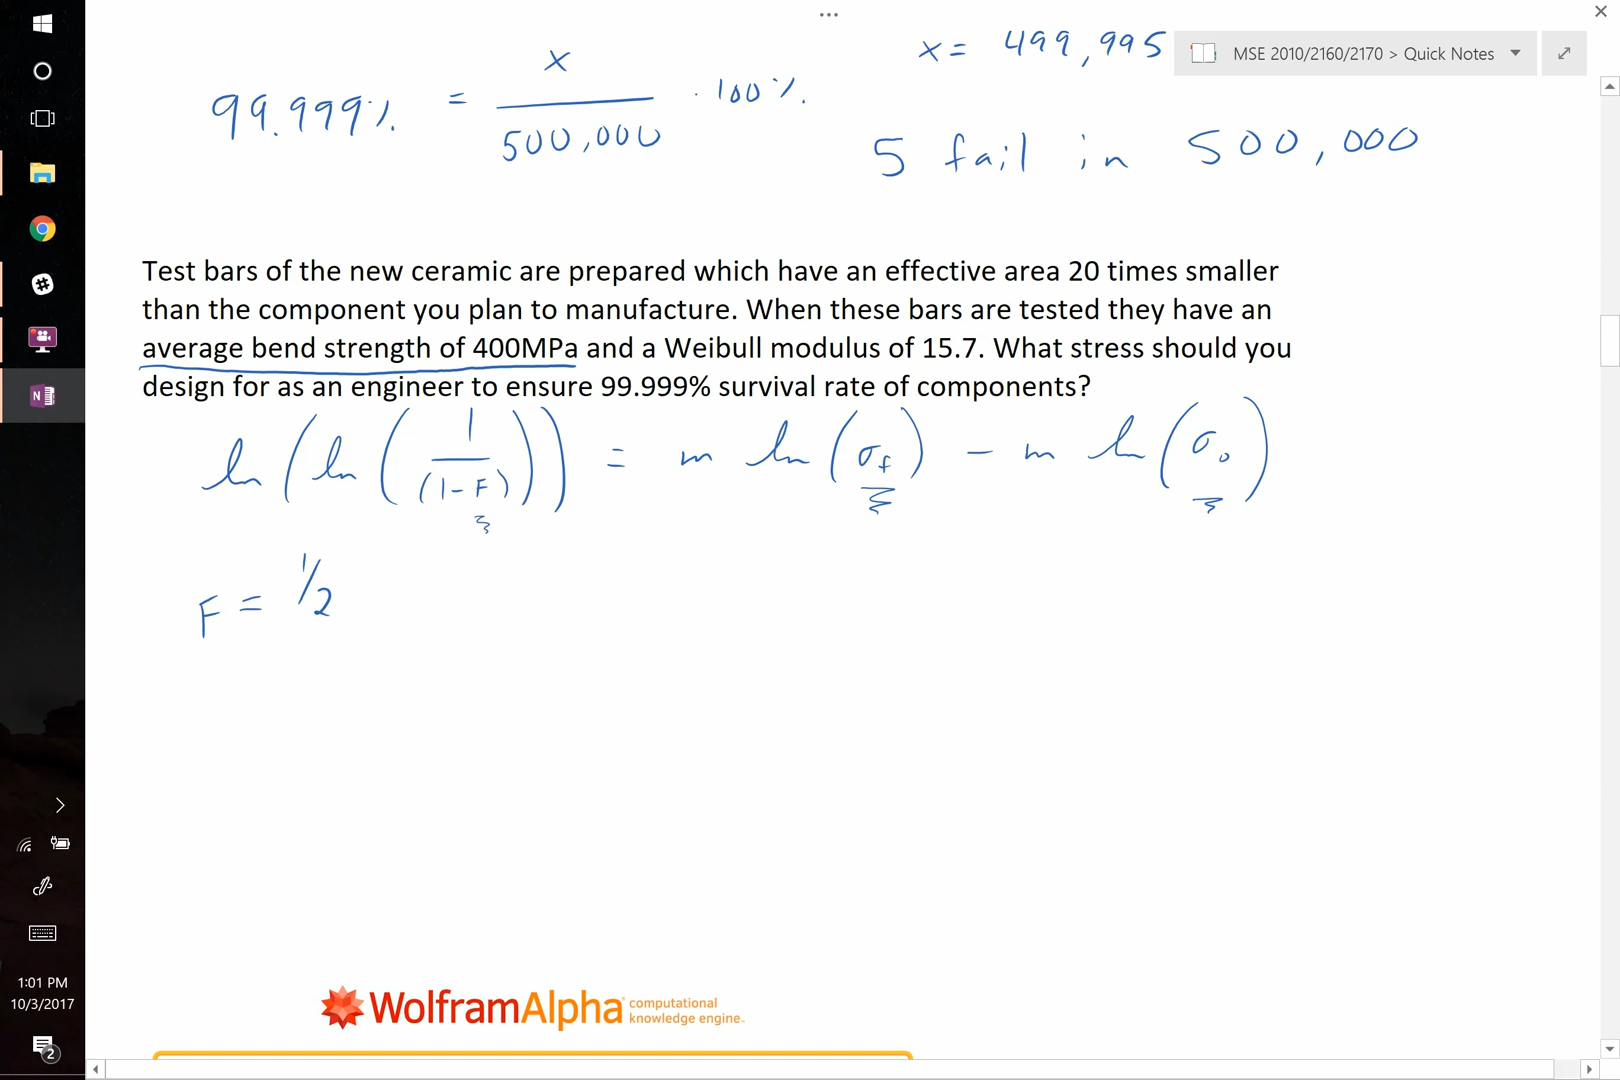 x = 499,995
MSE 2010/2160/2170 > Quick Notes
99.999% = x / 500,000 · 100%.
5 fail in 500,000
Test bars of the new ceramic are prepared which have an effective area 20 times smaller
than the component you plan to manufacture. When these bars are tested they have an
average bend strength of 400MPa and a Weibull modulus of 15.7. What stress should you
design for as an engineer to ensure 99.999% survival rate of components?
ln(ln(1/(1-F))) = m ln(σf) - m ln(σo)
F = 1/2
N
1:01 PM
10/3/2017
2
WolframAlpha computational
knowledge engine™